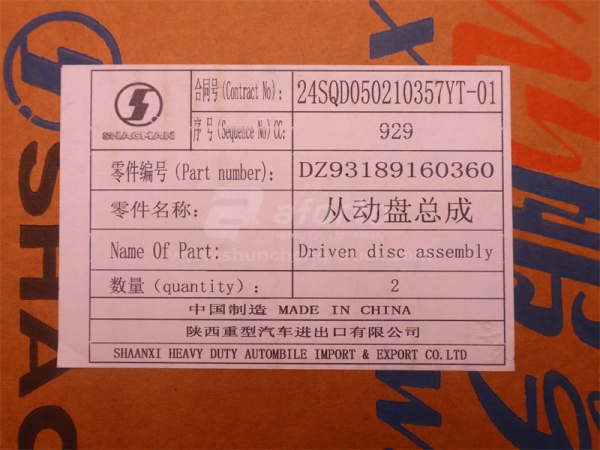 合同号(Contract No): 24SQD050210357YT-01
SHACMAN
序号(Sequence No)CC: 929
零件编号(Part number): DZ93189160360
零件名称: 从动盘总成
Name Of Part: Driven disc assembly
数量(quantity): 2
中国制造 MADE IN CHINA
陕西重型汽车进出口有限公司
SHAANXI HEAVY DUTY AUTOMBILE IMPORT & EXPORT CO.LTD
SHAC